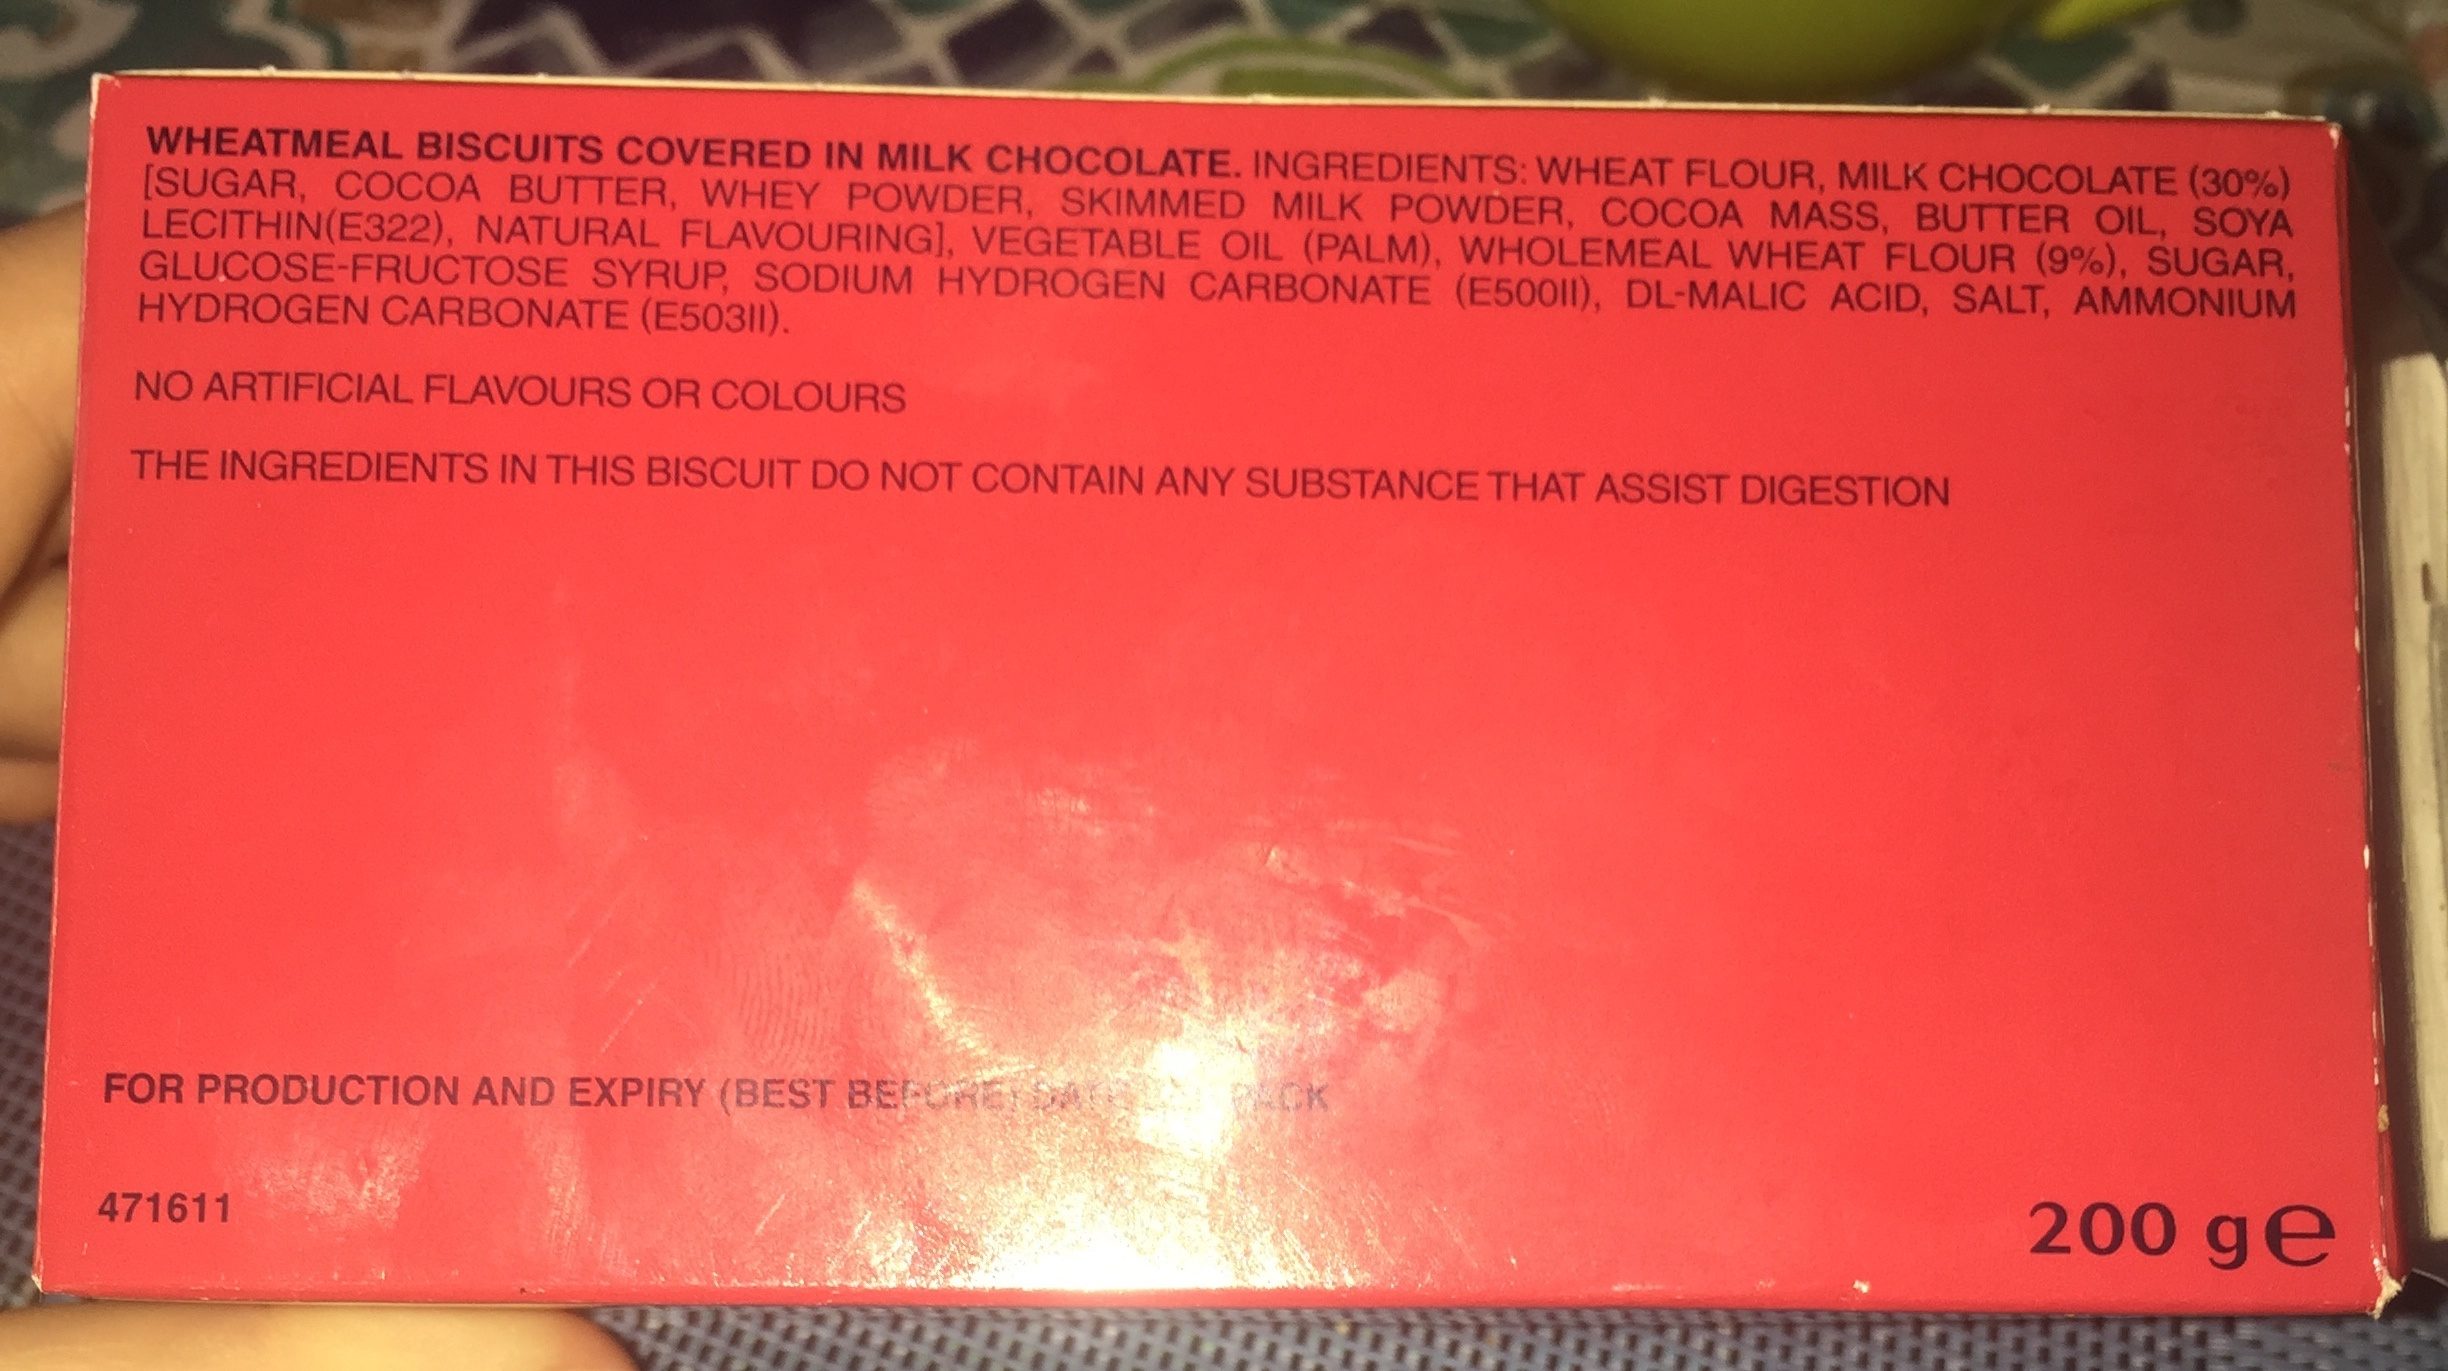 WHEATMEAL BISCUITS COVERED IN MILK CHOCOLATE. INGREDIENTS: WHEAT FLOUR, MILK CHOCOLATE (30%)
[SUGAR, COCOA BUTTER, WHEY POWDER, SKIMMED MILK POWDER, COCOA MASS, BUTTER OIL, SOYA
LECITHIN(E322), NATURAL FLAVOURING], VEGETABLE OIL (PALM), WHOLEMEAL WHEAT FLOUR (9%), SUGAR,
GLUCOSE-FRUCTOSE SYRUP, SODIUM HYDROGEN CARBONATE (E500II), DL-MALIC ACID, SALT, AMMONIUM
HYDROGEN CARBONATE (E503II).
NO ARTIFICIAL FLAVOURS OR COLOURS
THE INGREDIENTS IN THIS BISCUIT DO NOT CONTAIN ANY SUBSTANCE THAT ASSIST DIGESTION
FOR PRODUCTION AND EXPIRY (BEST BEFORE) PACK
471611
200 g e